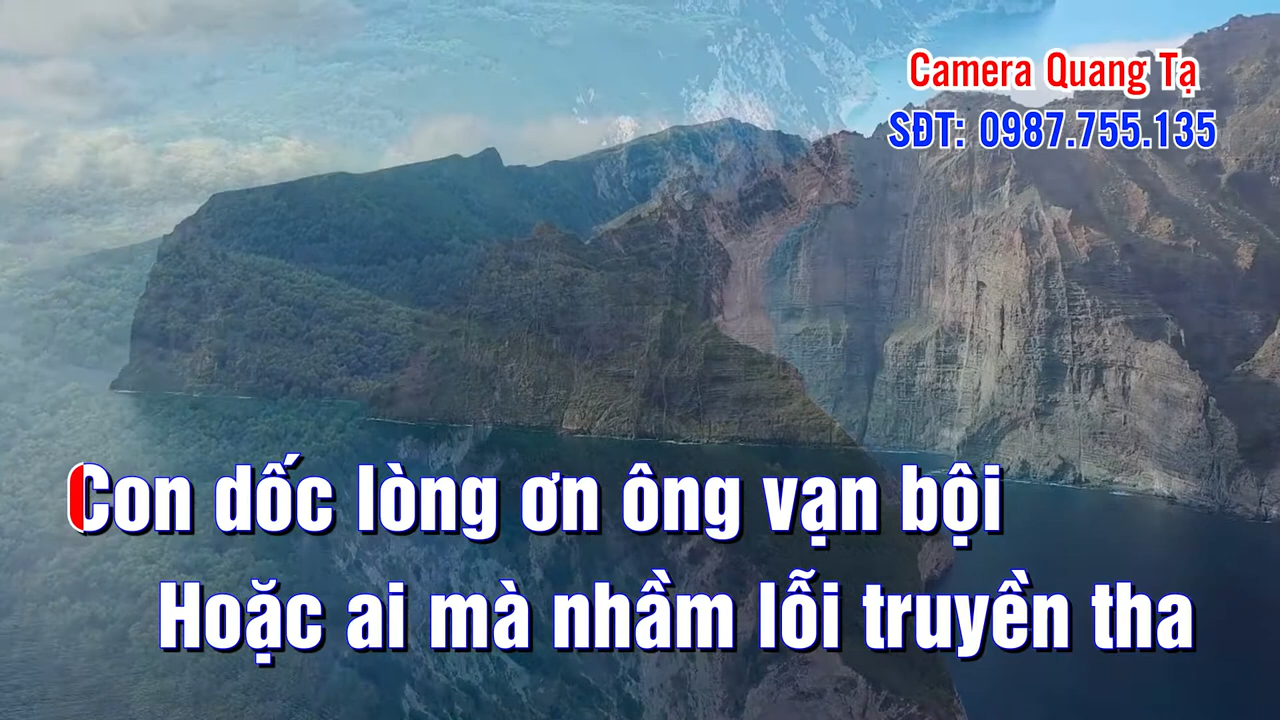 Camera Quang Tạ
SĐT: 0987.755.135
Con dốc lòng ơn ông vạn bội
Hoặc ai mà nhầm lỗi truyền tha